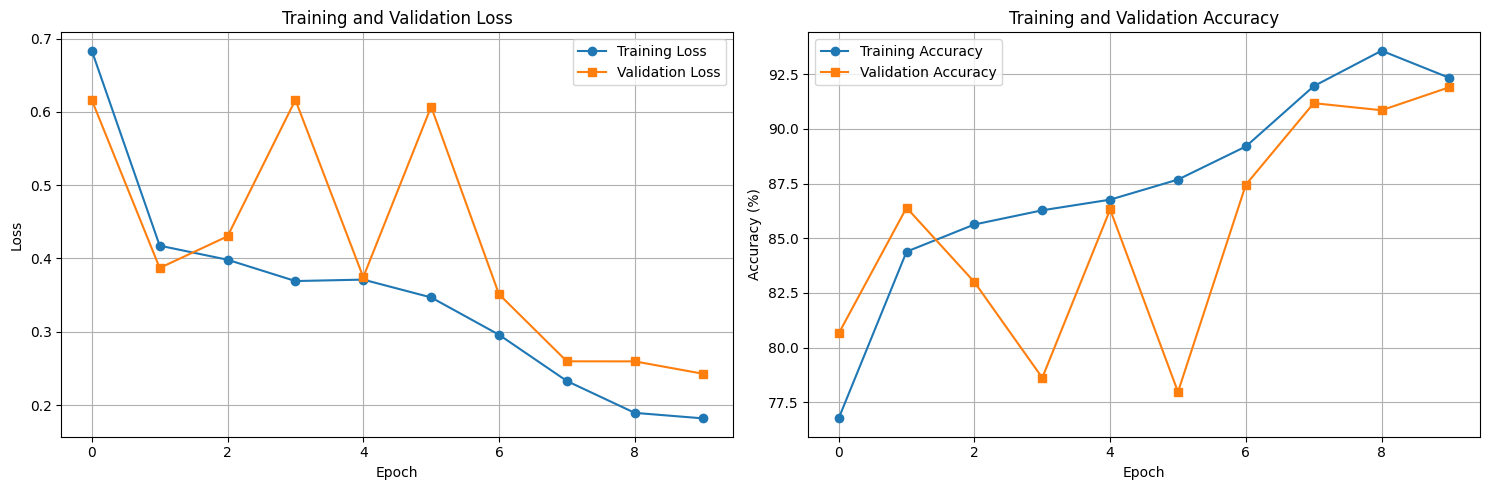 Training and Validation Loss
0.7
0.6
0.5
0.4
0.3
0.2
Loss
Training Loss
Validation Loss
0 2 4 6 8
Epoch
Training and Validation Accuracy
92.5
90.0
87.5
85.0
82.5
80.0
77.5
Accuracy (%)
Training Accuracy
Validation Accuracy
0 2 4 6 8
Epoch